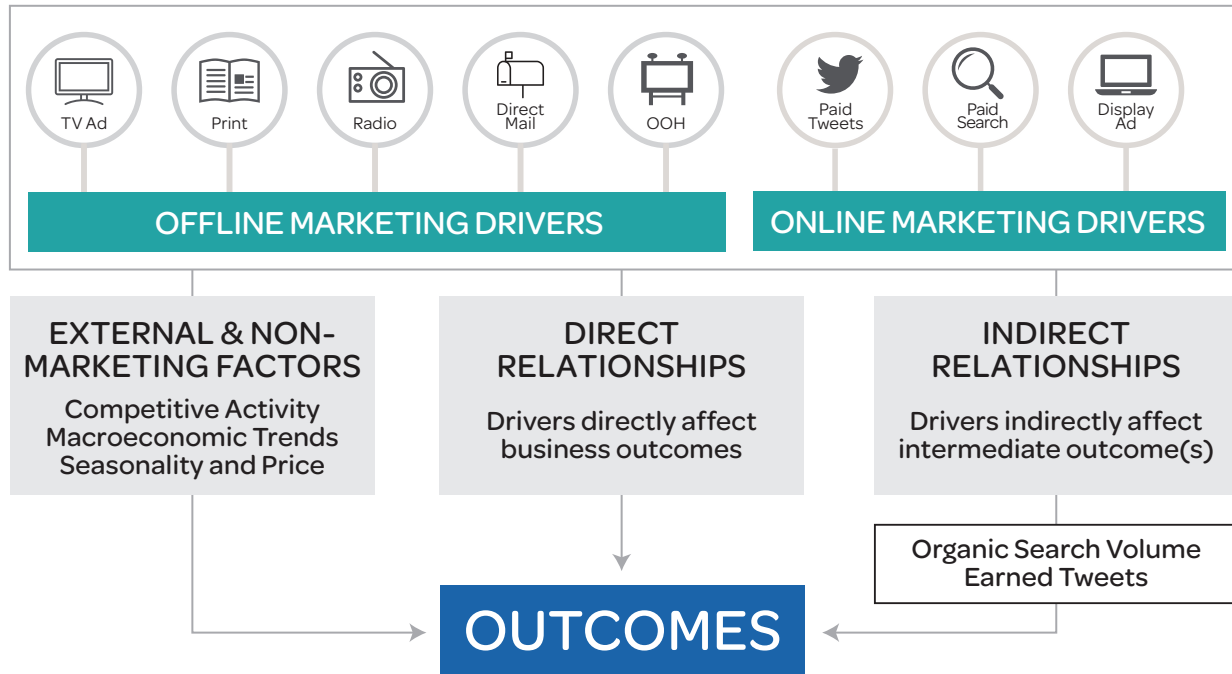 TV Ad
Print
Radio
Direct
Mail
OOH
Paid
Tweets
Paid
Search
Display
Ad
OFFLINE MARKETING DRIVERS
ONLINE MARKETING DRIVERS
EXTERNAL & NON-
MARKETING FACTORS
Competitive Activity
Macroeconomic Trends
Seasonality and Price
DIRECT
RELATIONSHIPS
Drivers directly affect
business outcomes
INDIRECT
RELATIONSHIPS
Drivers indirectly affect
intermediate outcome(s)
Organic Search Volume
Earned Tweets
OUTCOMES